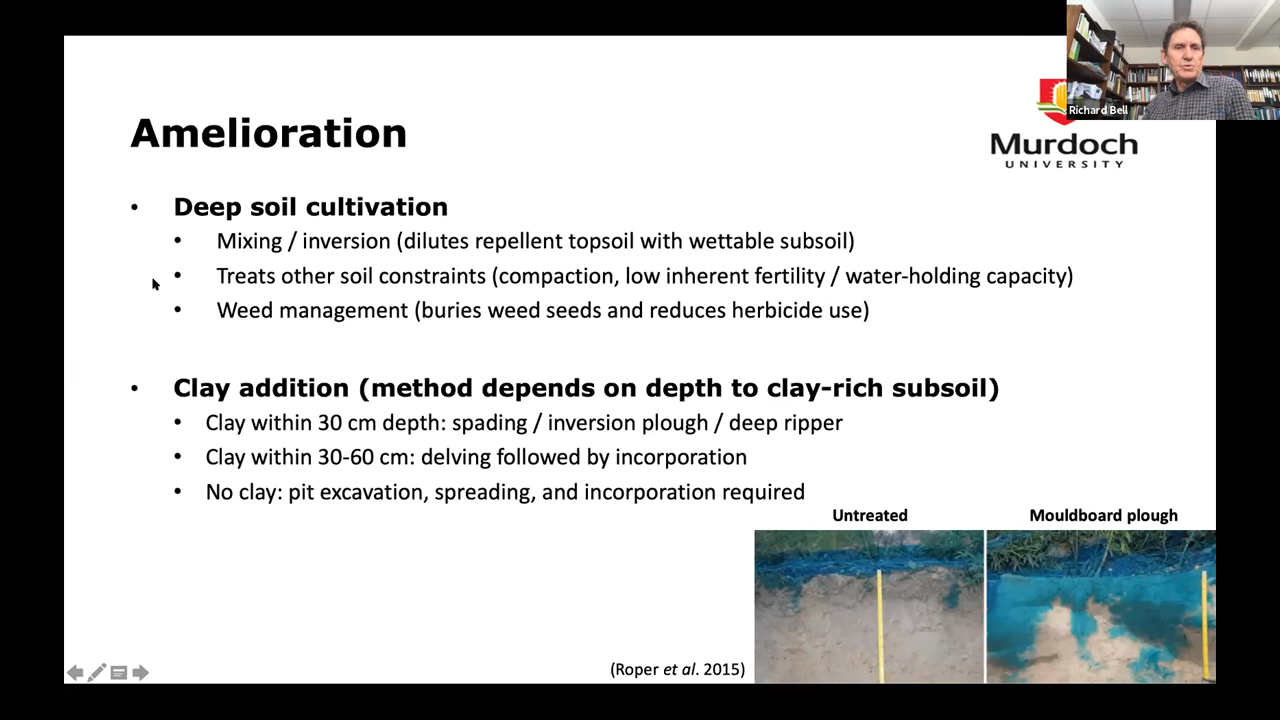 Richard Bell
Amelioration
Murdoch
UNIVERSITY
• Deep soil cultivation
• Mixing / inversion (dilutes repellent topsoil with wettable subsoil)
• Treats other soil constraints (compaction, low inherent fertility / water-holding capacity)
• Weed management (buries weed seeds and reduces herbicide use)
• Clay addition (method depends on depth to clay-rich subsoil)
• Clay within 30 cm depth: spading / inversion plough / deep ripper
• Clay within 30-60 cm: delving followed by incorporation
• No clay: pit excavation, spreading, and incorporation required
Untreated
Mouldboard plough
(Roper et al. 2015)